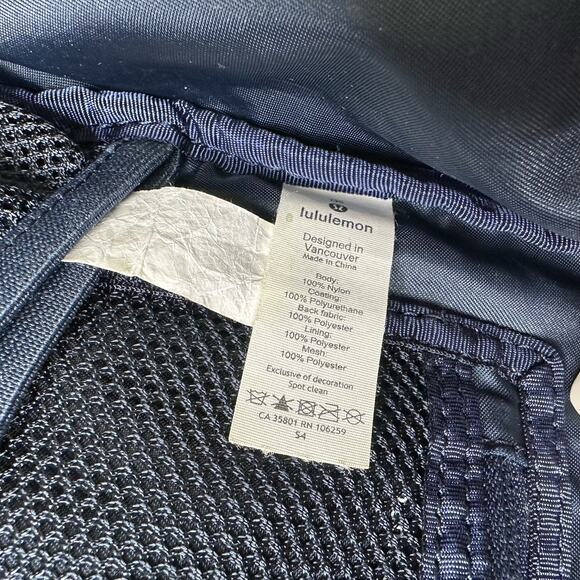 lululemon
Designed in
Vancouver
Made in China
Body:
100% Nylon
Coating:
100% Polyurethane
Back fabric:
100% Polyester
Lining:
100% Polyester
Mesh:
100% Polyester
Exclusive of decoration
Spot clean
CA 35801 RN 106259
S4